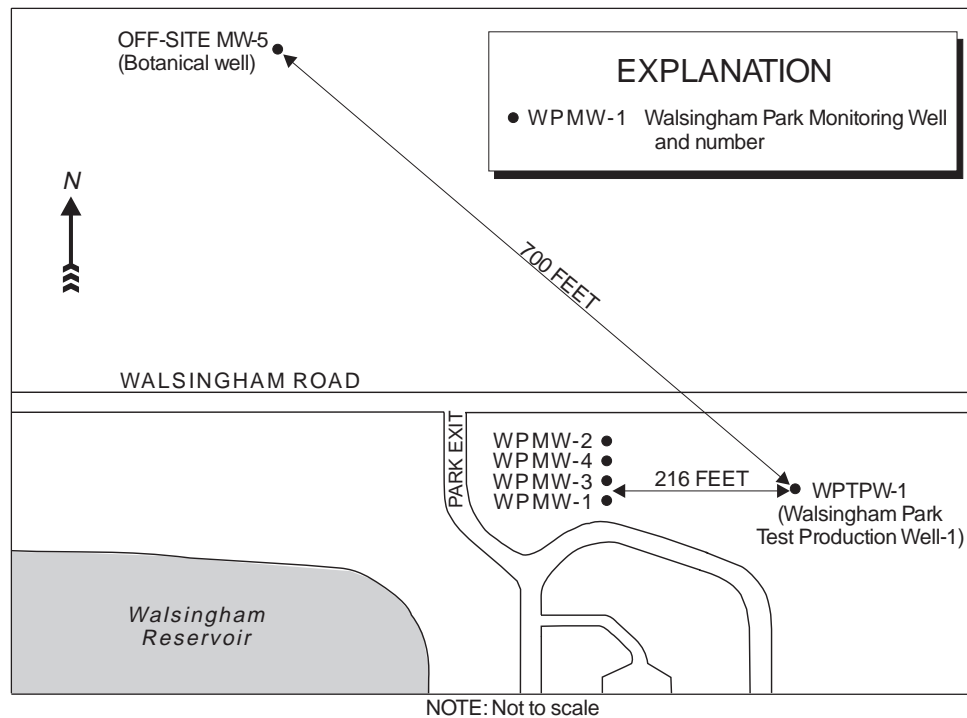 OFF-SITE MW-5
(Botanical well)
EXPLANATION
WPMW-1 Walsingham Park Monitoring Well
and number
N
700 FEET
WALSINGHAM ROAD
PARK EXIT
WPMW-2
WPMW-4
WPMW-3
WPMW-1
216 FEET
WPTPW-1
(Walsingham Park
Test Production Well-1)
Walsingham
Reservoir
NOTE: Not to scale